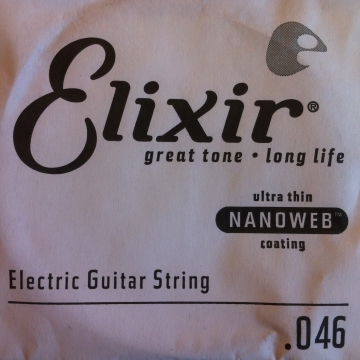 Elixir®
great tone • long life
ultra thin
NANOWEB™
coating
Electric Guitar String
.046